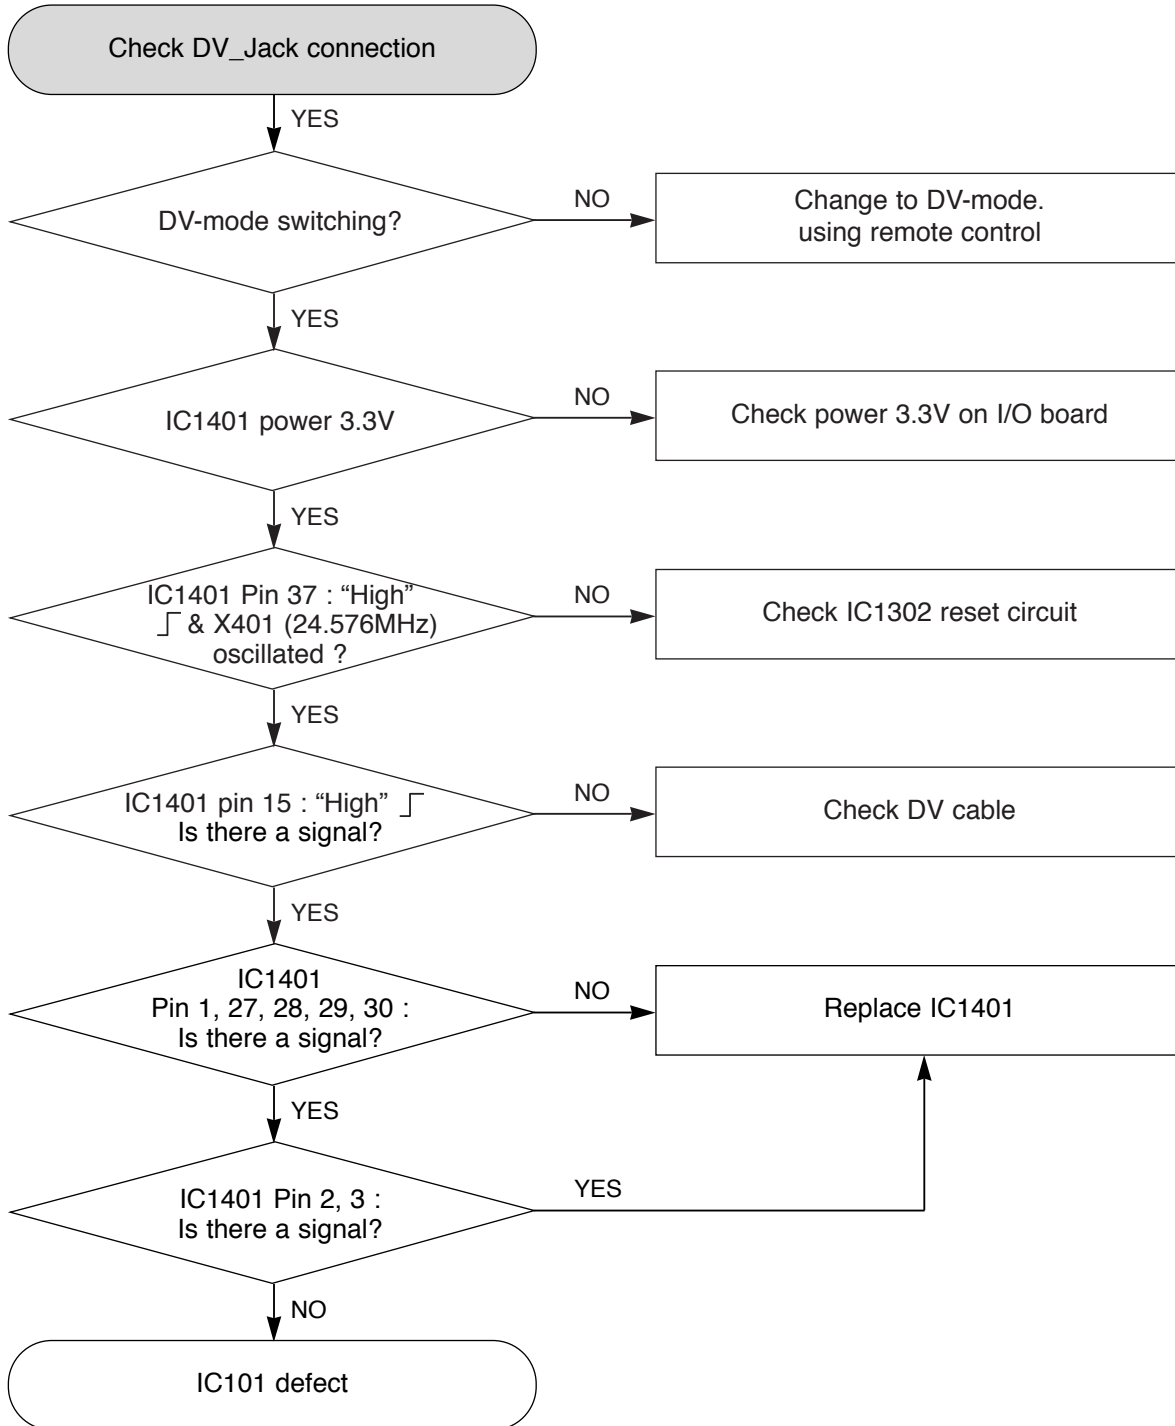 Check DV_Jack connection
YES
DV-mode switching?
NO
Change to DV-mode.
using remote control
YES
IC1401 power 3.3V
NO
Check power 3.3V on I/O board
YES
IC1401 Pin 37 : “High”
& X401 (24.576MHz)
oscillated ?
NO
Check IC1302 reset circuit
YES
IC1401 pin 15 : “High”
Is there a signal?
NO
Check DV cable
YES
IC1401
Pin 1, 27, 28, 29, 30 :
Is there a signal?
NO
Replace IC1401
YES
IC1401 Pin 2, 3 :
Is there a signal?
YES
NO
IC101 defect